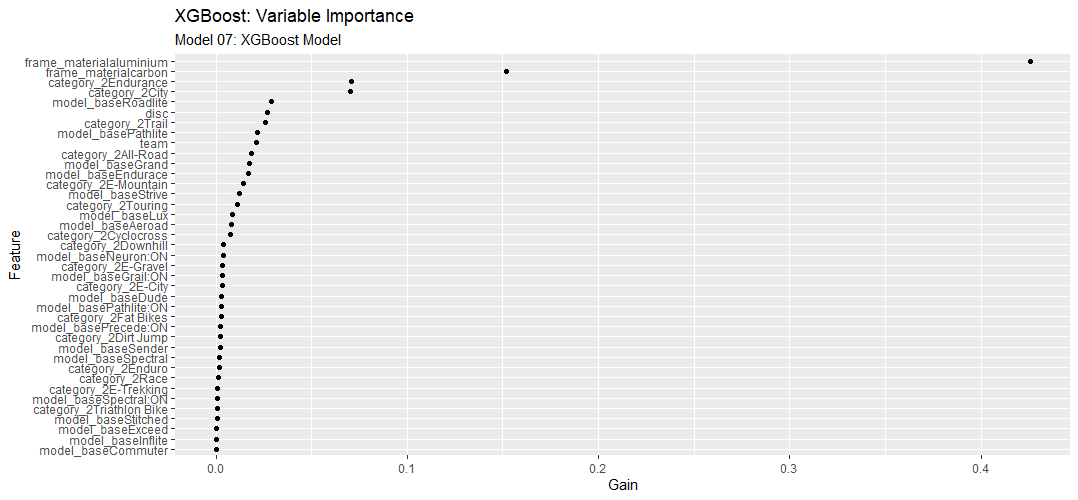 XGBoost: Variable Importance
Model 07: XGBoost Model
frame_materialaluminium
frame_materialcarbon
category_2Endurance
category_2City
model_baseRoadlite
disc
category_2Trail
model_basePathlite
team
category_2All-Road
model_baseGrand
model_baseEndurace
category_2E-Mountain
model_baseStrive
category_2Touring
model_baseLux
model_baseAeroad
category_2Cyclocross
category_2Downhill
model_baseNeuron:ON
category_2E-Gravel
model_baseGrail:ON
category_2E-City
model_baseDude
model_basePathlite:ON
category_2Fat Bikes
model_basePrecede:ON
category_2Dirt Jump
model_baseSender
model_baseSpectral
category_2Enduro
category_2Race
category_2E-Trekking
model_baseSpectral:ON
category_2Triathlon Bike
model_baseStitched
model_baseExceed
model_baseInflite
model_baseCommuter
Feature
0.0 0.1 0.2 0.3 0.4
Gain